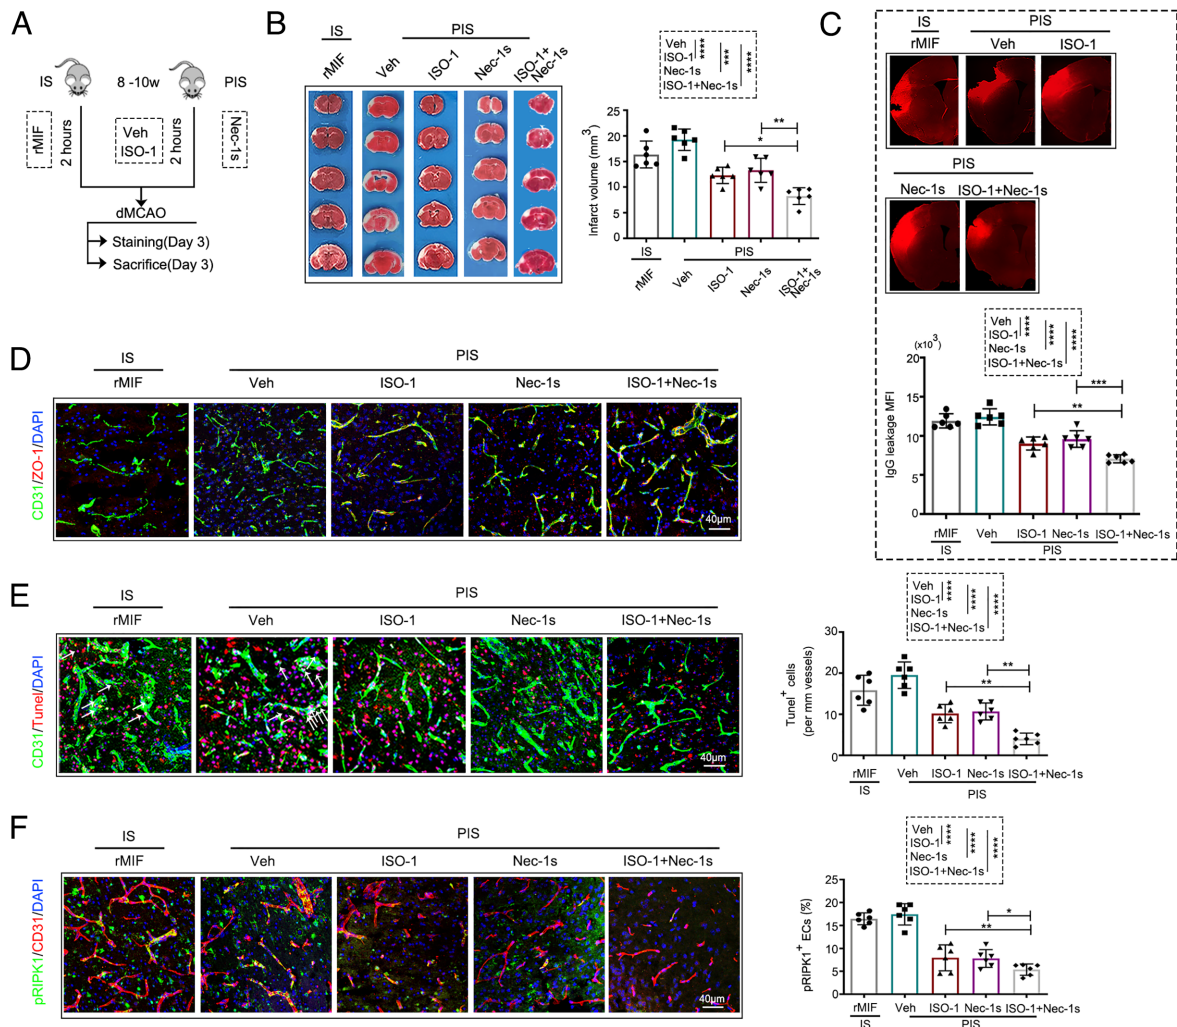 A
IS
8 -10w
PIS
rMIF
2 hours
Veh
ISO-1
2 hours
Nec-1s
dMCAO
Staining(Day 3)
Sacrifice(Day 3)
B
IS
PIS
rMIF
Veh
ISO-1
Nec-1s
ISO-1+
Nec-1s
Veh
ISO-1
Nec-1s
ISO-1+Nec-1s
****
***
****
Infarct volume (mm3)
25
20
15
10
5
0
**
*
IS
PIS
rMIF
Veh
ISO-1
Nec-1s
ISO-1+
Nec-1s
C
IS
PIS
rMIF
Veh
ISO-1
PIS
Nec-1s
ISO-1+Nec-1s
Veh
ISO-1
Nec-1s
ISO-1+Nec-1s
****
****
****
(x103)
IgG leakage MFI
20
15
10
5
0
***
**
rMIF
Veh
ISO-1
Nec-1s
ISO-1+Nec-1s
IS
PIS
D
IS
PIS
rMIF
Veh
ISO-1
Nec-1s
ISO-1+Nec-1s
CD31/ZO-1/DAPI
40μm
E
IS
PIS
rMIF
Veh
ISO-1
Nec-1s
ISO-1+Nec-1s
CD31/Tunel/DAPI
40μm
Veh
ISO-1
Nec-1s
ISO-1+Nec-1s
****
****
****
Tunel+ cells
(per mm vessels)
30
20
10
0
**
**
rMIF
Veh
ISO-1
Nec-1s
ISO-1+Nec-1s
IS
PIS
F
IS
PIS
rMIF
Veh
ISO-1
Nec-1s
ISO-1+Nec-1s
pRIPK1/CD31/DAPI
40μm
Veh
ISO-1
Nec-1s
ISO-1+Nec-1s
****
****
****
pRIPK1+ ECs (%)
25
20
15
10
5
0
*
**
rMIF
Veh
ISO-1
Nec-1s
ISO-1+Nec-1s
IS
PIS